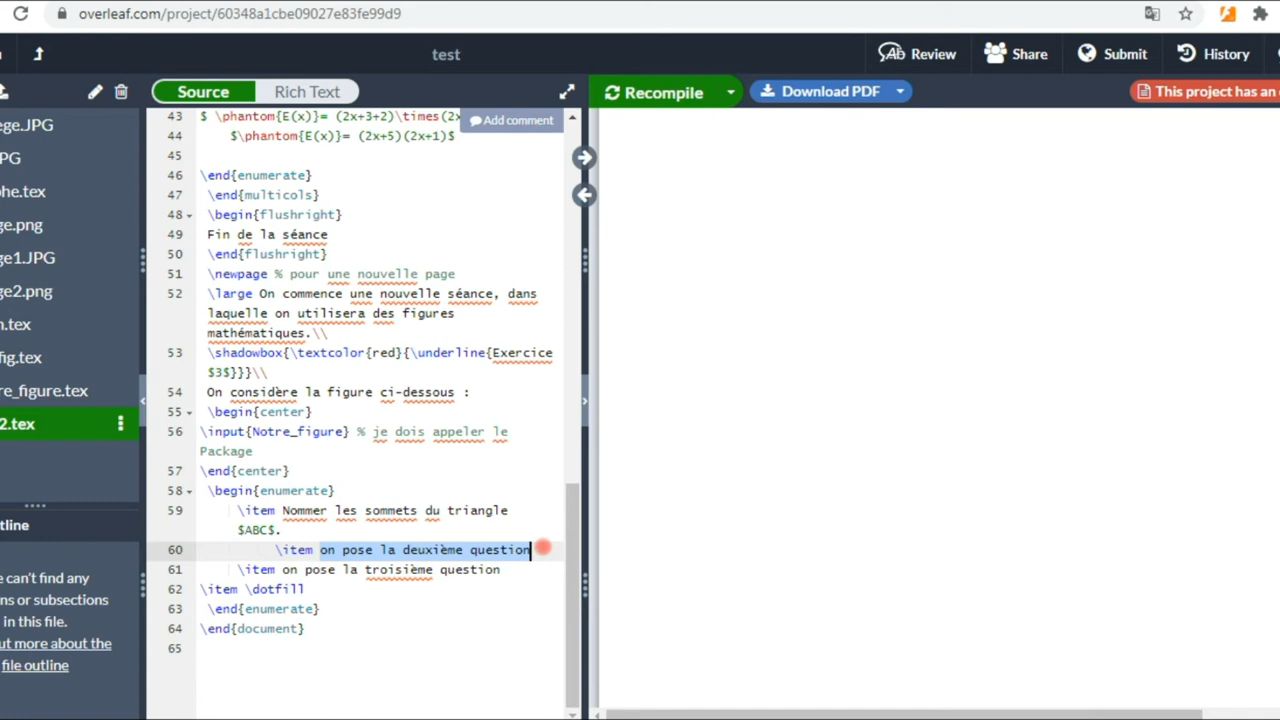 overleaf.com/project/60348a1cbe09027e83fe99d9
test
Review
Share
Submit
History
Source
Rich Text
Recompile
Download PDF
This project has an
ege.JPG
PG
he.tex
ge.png
ge1.JPG
ge2.png
n.tex
fig.tex
re_figure.tex
2.tex
tline
can't find any
ns or subsections
in this file.
out more about the
file outline
Add comment
43 $ \phantom{E(x)}= (2x+3+2)\times(2x
44 $\phantom{E(x)}= (2x+5)(2x+1)$
45
46 \end{enumerate}
47 \end{multicols}
48 \begin{flushright}
49 Fin de la séance
50 \end{flushright}
51 \newpage % pour une nouvelle page
52 \large On commence une nouvelle séance, dans
laquelle on utilisera des figures
mathématiques.\\
53 \shadowbox{\textcolor{red}{\underline{Exercice
$3$}}}\\
54 On considère la figure ci-dessous :
55 \begin{center}
56 \input{Notre_figure} % je dois appeler le
Package
57 \end{center}
58 \begin{enumerate}
59 \item Nommer les sommets du triangle
$ABC$.
60 \item on pose la deuxième question
61 \item on pose la troisième question
62 \item \dotfill
63 \end{enumerate}
64 \end{document}
65